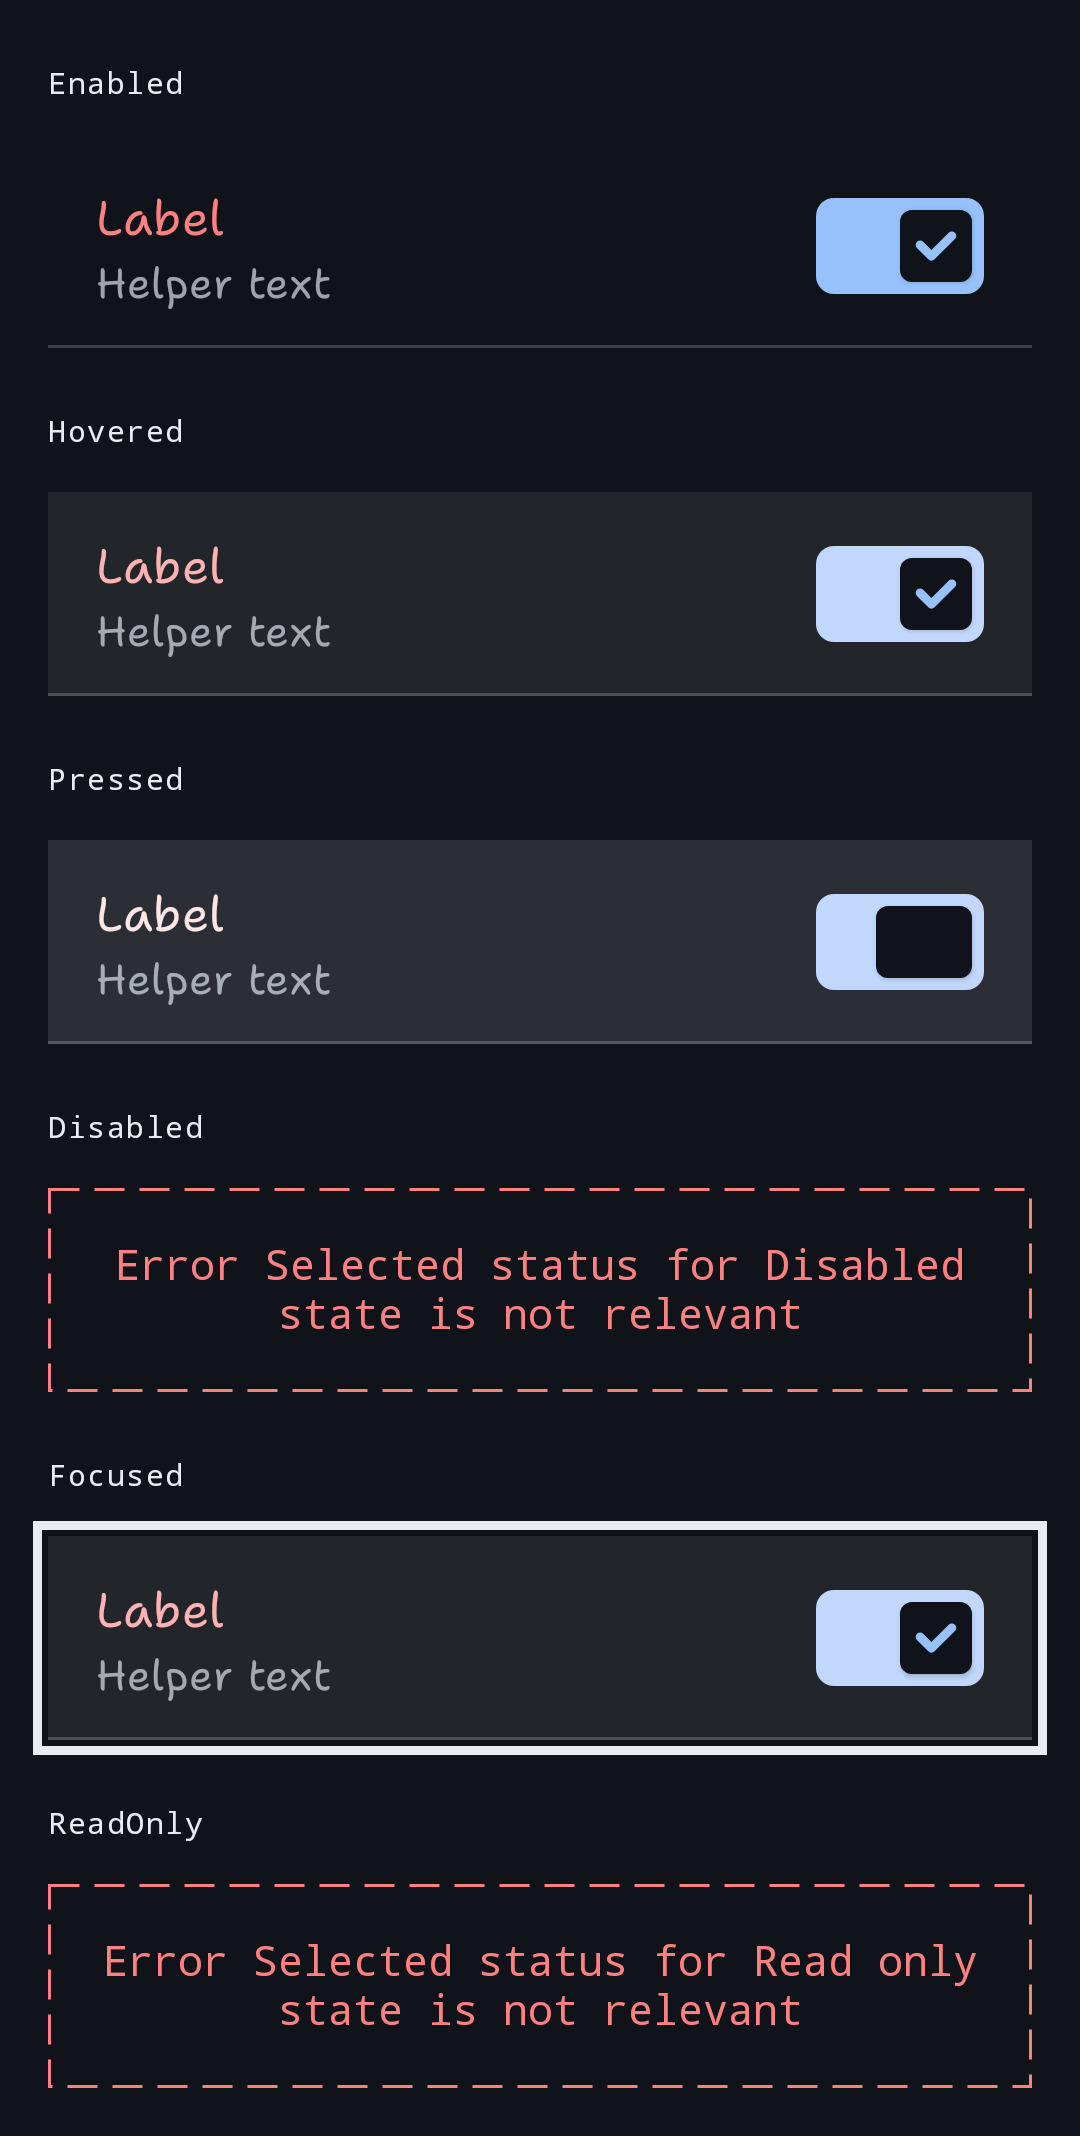 Enabled
Label
Helper text
Hovered
Label
Helper text
Pressed
Label
Helper text
Disabled
Error Selected status for Disabled
state is not relevant
Focused
Label
Helper text
ReadOnly
Error Selected status for Read only
state is not relevant